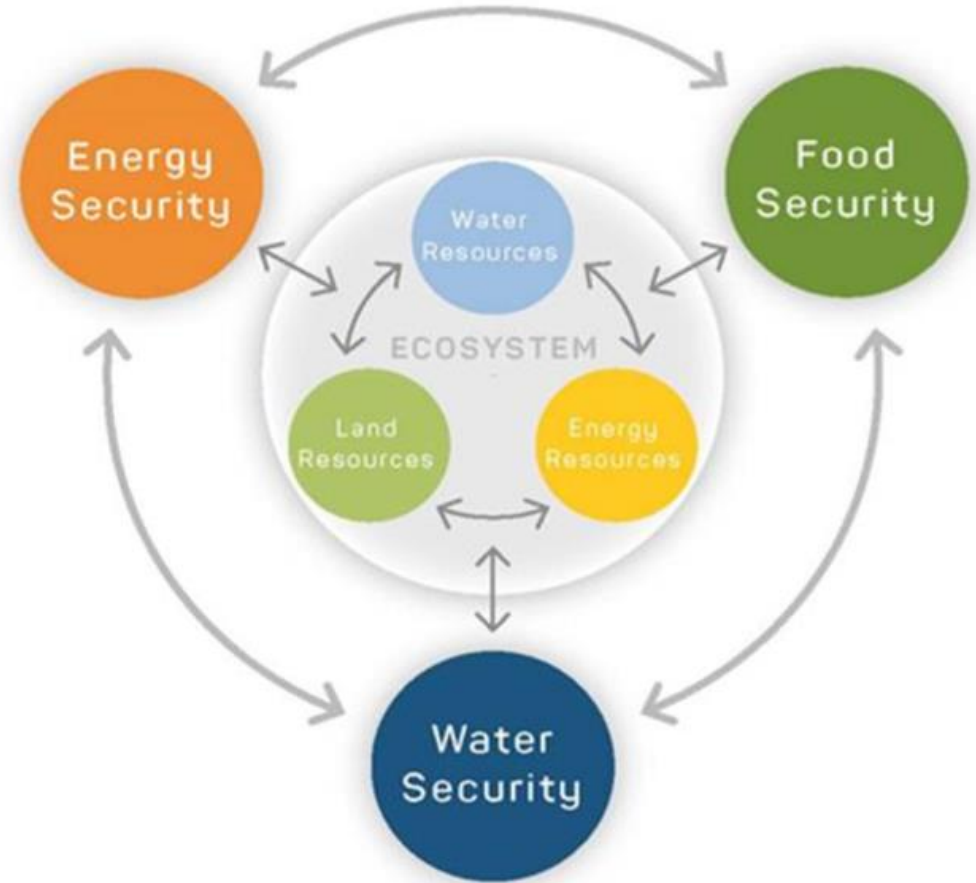 Energy
Security
Food
Security
Water
Resources
ECOSYSTEM
Land
Resources
Energy
Resources
Water
Security